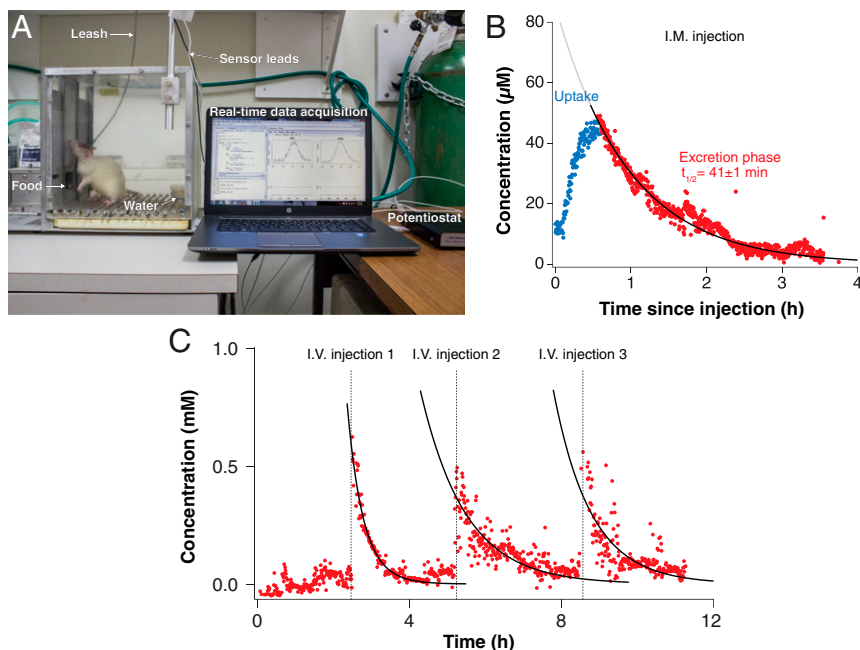 A
Leash
Sensor leads
Real-time data acquisition
Food
Water
Potentiostat
B
I.M. injection
80
60
40
20
0
Concentration (µM)
Uptake
Excretion phase
t1/2= 41±1 min
0
1
2
3
4
Time since injection (h)
C
I.V. injection 1
I.V. injection 2
I.V. injection 3
1.0
0.5
0.0
Concentration (mM)
0
4
8
12
Time (h)